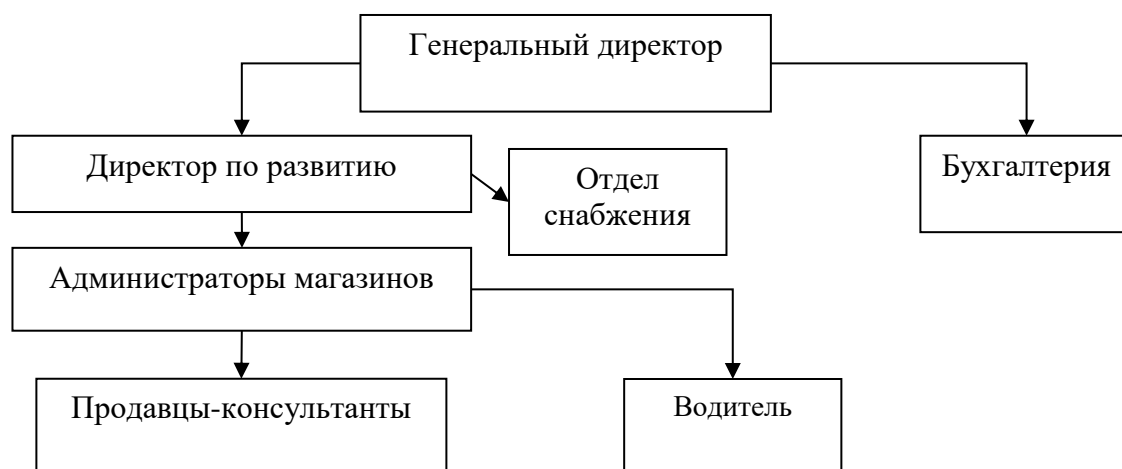 Генеральный директор
Директор по развитию
Отдел
снабжения
Бухгалтерия
Администраторы магазинов
Продавцы-консультанты
Водитель